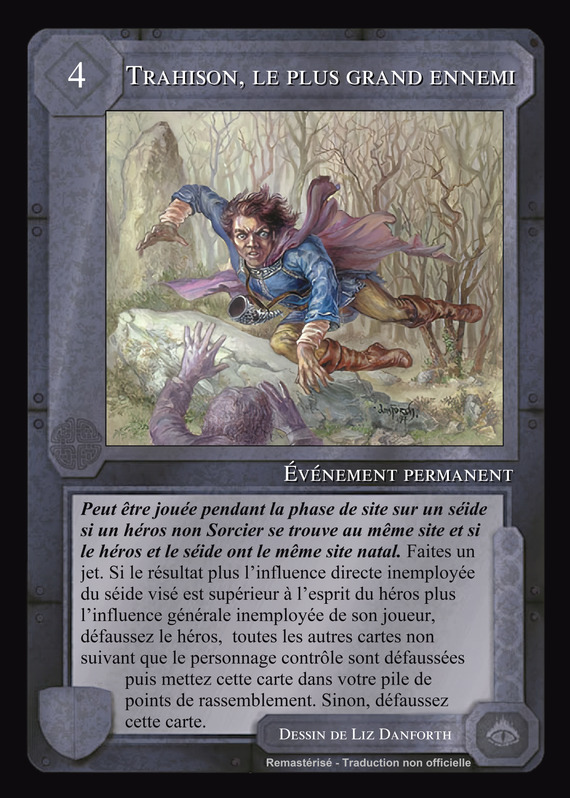 4
Trahison, le plus grand ennemi
Événement permanent
Peut être jouée pendant la phase de site sur un séide
si un héros non Sorcier se trouve au même site et si
le héros et le séide ont le même site natal. Faites un
jet. Si le résultat plus l'influence directe inemployée
du séide visé est supérieur à l'esprit du héros plus
l'influence générale inemployée de son joueur,
défaussez le héros, toutes les autres cartes non
suivant que le personnage contrôle sont défaussées
puis mettez cette carte dans votre pile de
points de rassemblement. Sinon, défaussez
cette carte.
Dessin de Liz Danforth
Remastérisé - Traduction non officielle